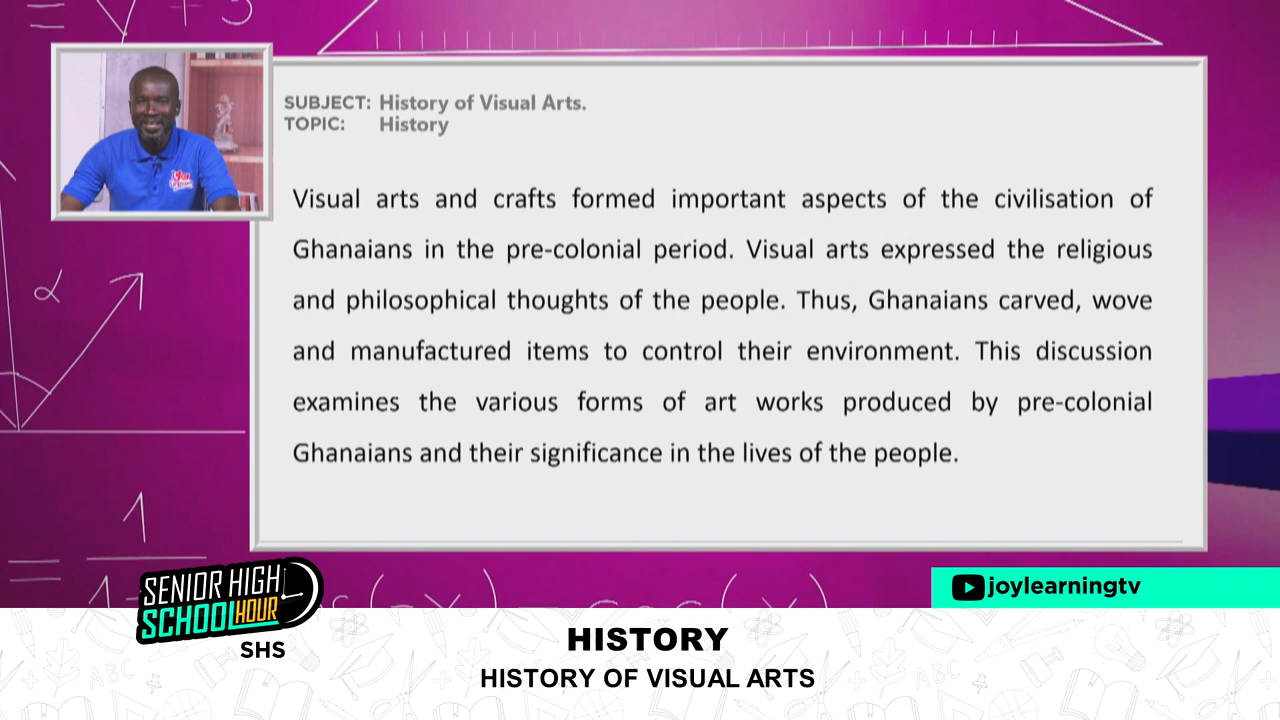 SUBJECT: History of Visual Arts.
TOPIC: History
Visual arts and crafts formed important aspects of the civilisation of
Ghanaians in the pre-colonial period. Visual arts expressed the religious
and philosophical thoughts of the people. Thus, Ghanaians carved, wove
and manufactured items to control their environment. This discussion
examines the various forms of art works produced by pre-colonial
Ghanaians and their significance in the lives of the people.
SENIOR HIGH
SCHOOL HOUR
SHS
joylearningtv
HISTORY
HISTORY OF VISUAL ARTS